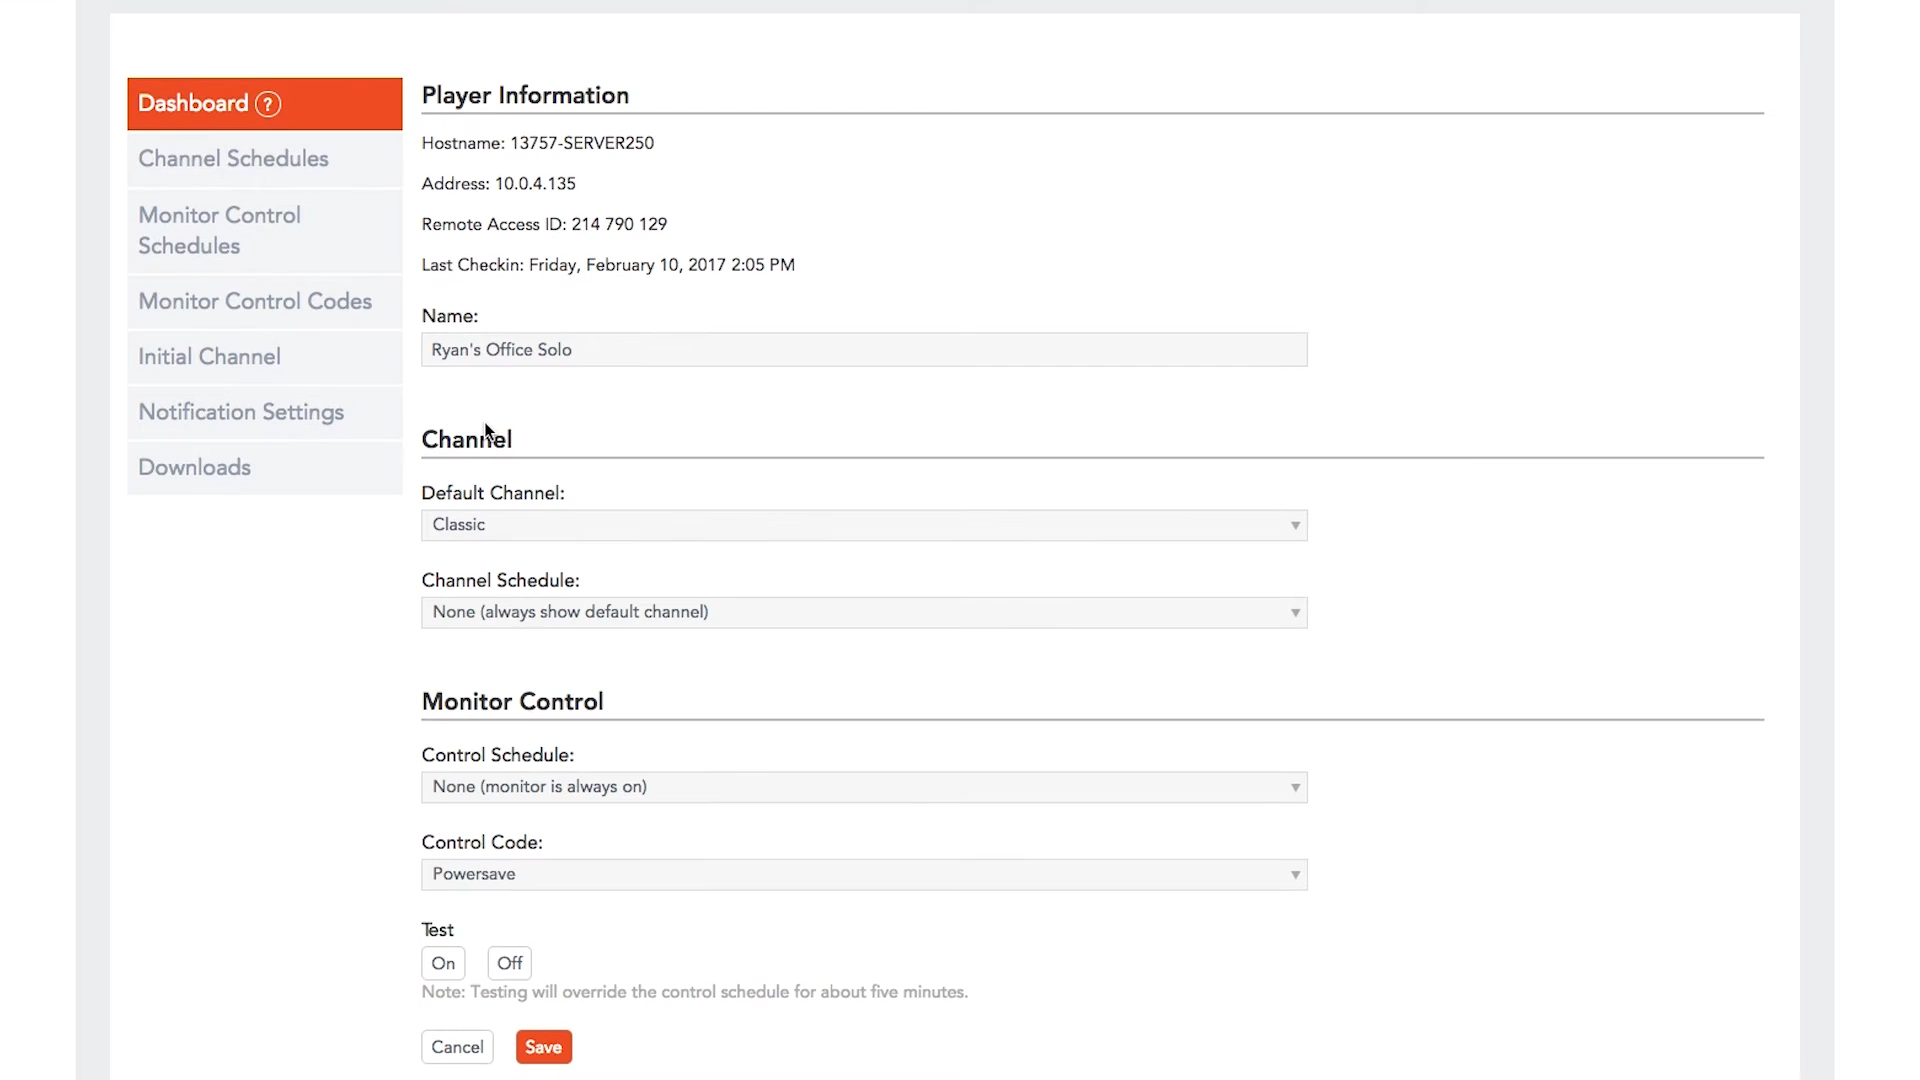 Dashboard ?
Channel Schedules
Monitor Control
Schedules
Monitor Control Codes
Initial Channel
Notification Settings
Downloads
Player Information
Hostname: 13757-SERVER250
Address: 10.0.4.135
Remote Access ID: 214 790 129
Last Checkin: Friday, February 10, 2017 2:05 PM
Name:
Ryan's Office Solo
Channel
Default Channel:
Classic
Channel Schedule:
None (always show default channel)
Monitor Control
Control Schedule:
None (monitor is always on)
Control Code:
Powersave
Test
On Off
Note: Testing will override the control schedule for about five minutes.
Cancel Save